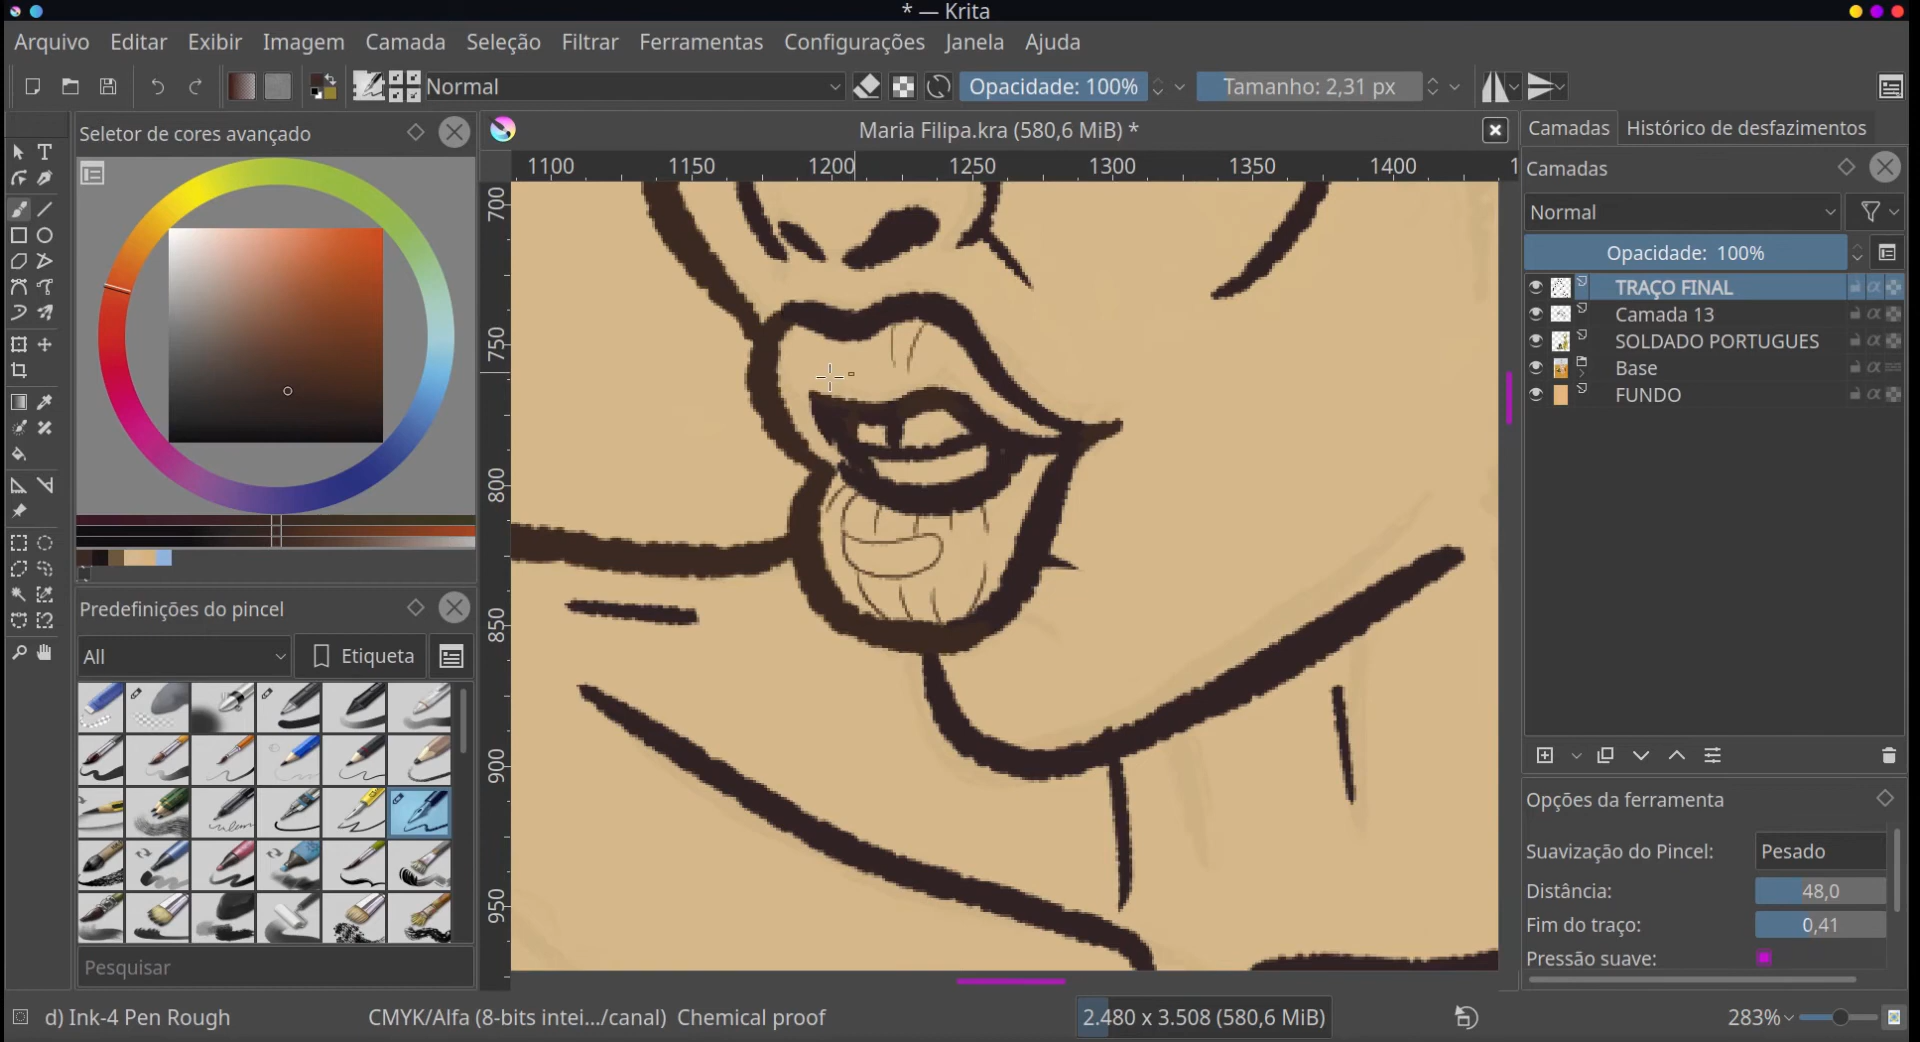 * — Krita
Arquivo Editar Exibir Imagem Camada Seleção Filtrar Ferramentas Configurações Janela Ajuda
Normal Opacidade: 100% Tamanho: 2,31 px
Seletor de cores avançado
Maria Filipa.kra (580,6 MiB) *
Camadas Histórico de desfazimentos
1100 1150 1200 1250 1300 1350 1400 1
Camadas
700
Normal
Opacidade: 100%
TRAÇO FINAL
Camada 13
750
SOLDADO PORTUGUES
Base
FUNDO
800
850
Predefinições do pincel
All Etiqueta
900
Opções da ferramenta
Suavização do Pincel: Pesado
Distância: 48,0
950
Fim do traço: 0,41
Pressão suave:
Pesquisar
d) Ink-4 Pen Rough CMYK/Alfa (8-bits intei.../canal) Chemical proof 2.480 x 3.508 (580,6 MiB) 283%